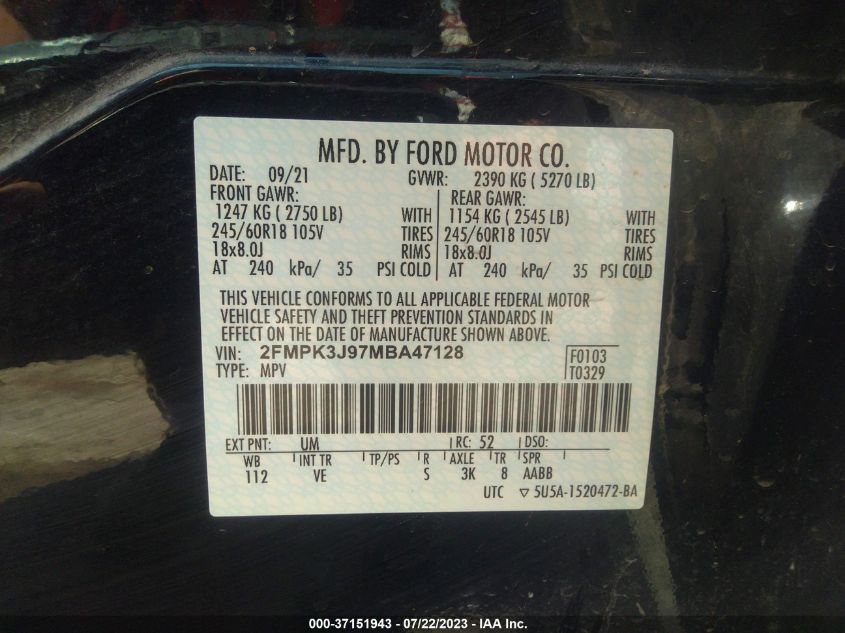 MFD. BY FORD MOTOR CO.
DATE: 09/21 GVWR: 2390 KG ( 5270 LB)
FRONT GAWR: REAR GAWR:
1247 KG ( 2750 LB) WITH 1154 KG ( 2545 LB) WITH
245/60R18 105V TIRES 245/60R18 105V TIRES
18x8.0J RIMS 18x8.0J RIMS
AT 240 kPa/ 35 PSI COLD AT 240 kPa/ 35 PSI COLD
THIS VEHICLE CONFORMS TO ALL APPLICABLE FEDERAL MOTOR
VEHICLE SAFETY AND THEFT PREVENTION STANDARDS IN
EFFECT ON THE DATE OF MANUFACTURE SHOWN ABOVE.
VIN: 2FMPK3J97MBA47128 F0103
TYPE: MPV T0329
EXT PNT: UM RC: 52 DSO:
WB INT TR TP/PS R AXLE TR SPR
112 VE S 3K 8 AABB
UTC ▽ 5U5A-1520472-BA
000-37151943 - 07/22/2023 - IAA Inc.